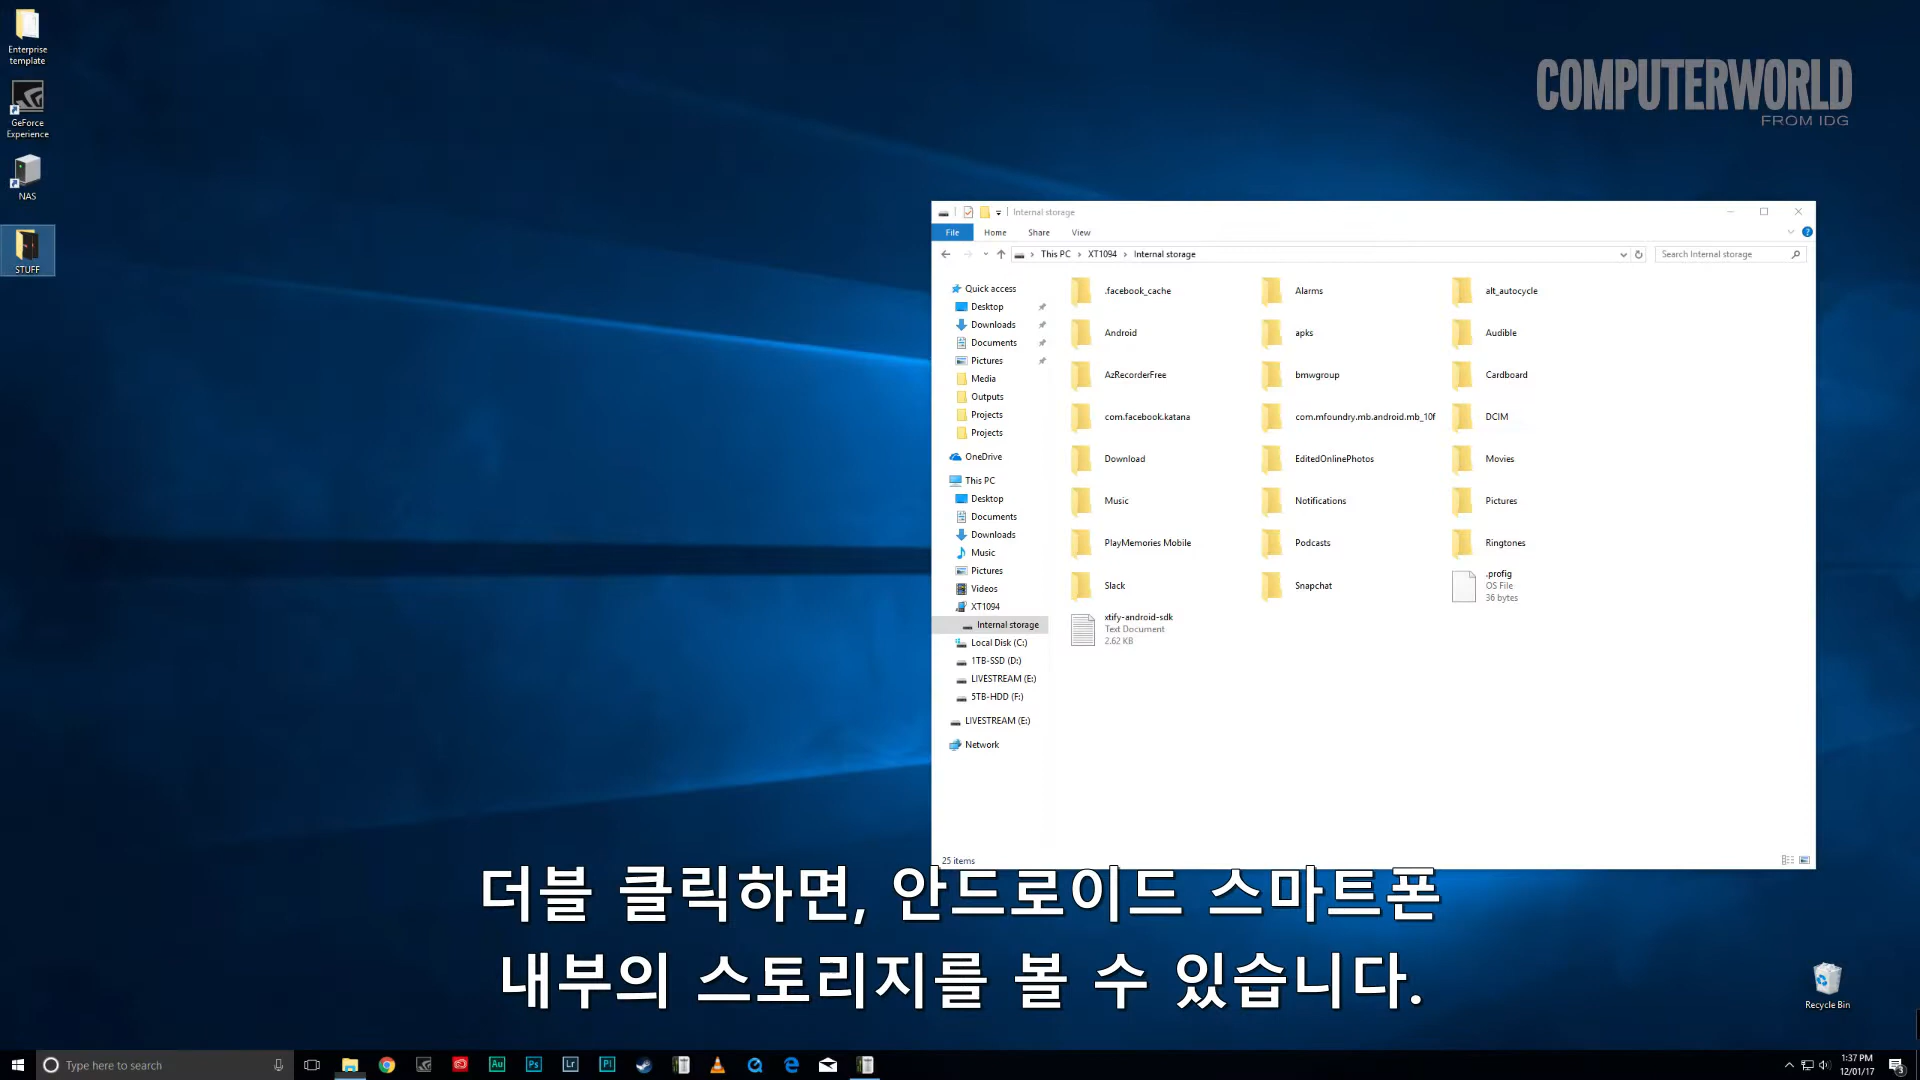 Enterprise
template
GeForce
Experience
NAS
STUFF
COMPUTERWORLD
FROM IDG
Internal storage
File Home Share View
This PC > XT1094 > Internal storage
Search Internal storage
Quick access
Desktop
Downloads
Documents
Pictures
Media
Outputs
Projects
Projects
OneDrive
This PC
Desktop
Documents
Downloads
Music
Pictures
Videos
XT1094
Internal storage
Local Disk (C:)
1TB-SSD (D:)
LIVESTREAM (E:)
5TB-HDD (F:)
LIVESTREAM (E:)
Network
.facebook_cache Alarms alt_autocycle
Android apks Audible
AzRecorderFree bmwgroup Cardboard
com.facebook.katana com.mfoundry.mb.android.mb_10f DCIM
Download EditedOnlinePhotos Movies
Music Notifications Pictures
PlayMemories Mobile Podcasts Ringtones
Slack Snapchat .profig
OS File
36 bytes
xtify-android-sdk
Text Document
2.62 KB
25 items
더블 클릭하면, 안드로이드 스마트폰
내부의 스토리지를 볼 수 있습니다.
Recycle Bin
Type here to search
Au Ps Lr Pl
1:37 PM
12/01/17
3